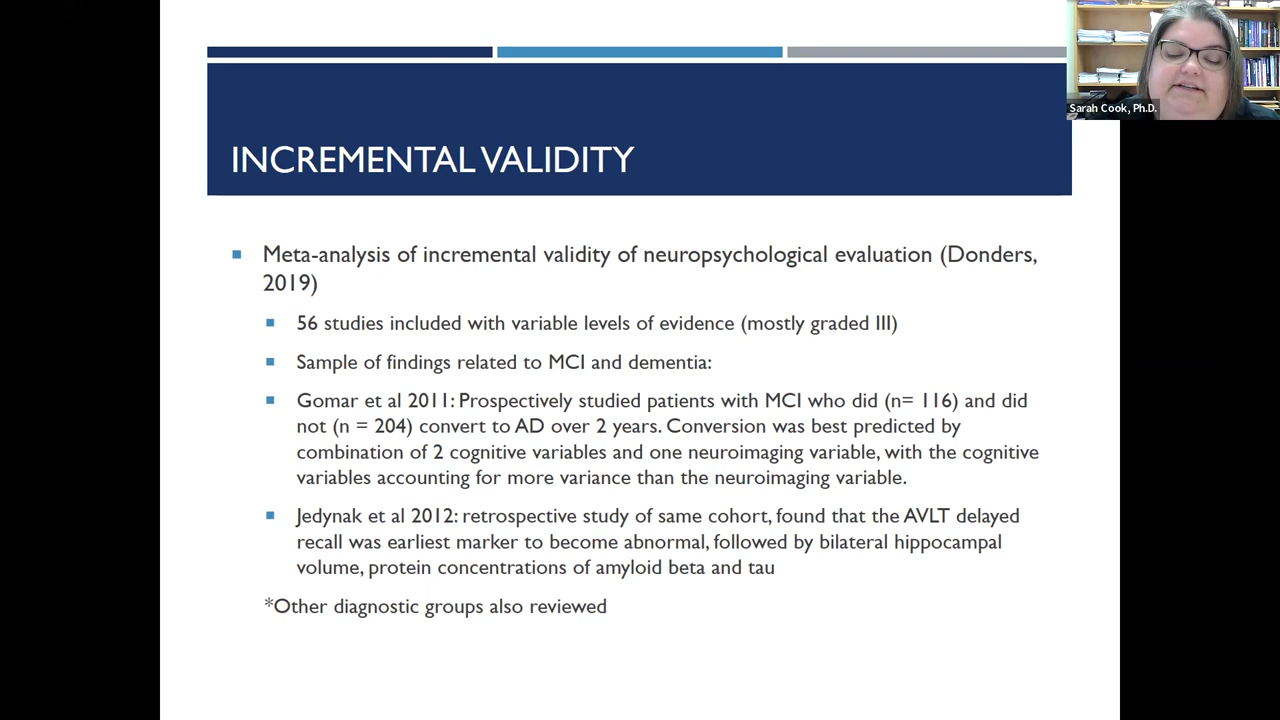 Sarah Cook, Ph.D.
INCREMENTAL VALIDITY
Meta-analysis of incremental validity of neuropsychological evaluation (Donders,
2019)
56 studies included with variable levels of evidence (mostly graded III)
Sample of findings related to MCI and dementia:
Gomar et al 2011: Prospectively studied patients with MCI who did (n= 116) and did
not (n = 204) convert to AD over 2 years. Conversion was best predicted by
combination of 2 cognitive variables and one neuroimaging variable, with the cognitive
variables accounting for more variance than the neuroimaging variable.
Jedynak et al 2012: retrospective study of same cohort, found that the AVLT delayed
recall was earliest marker to become abnormal, followed by bilateral hippocampal
volume, protein concentrations of amyloid beta and tau
*Other diagnostic groups also reviewed